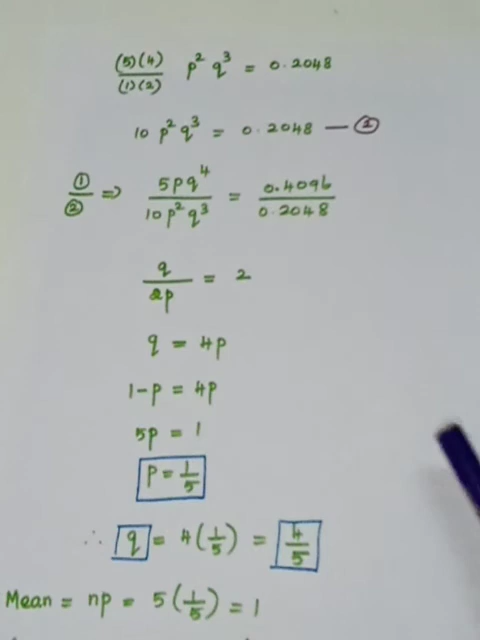 (5)(4)/(1)(2) p² q³ = 0.2048
10 p² q³ = 0.2048 — ②
①/② ⇒ 5pq⁴/10p²q³ = 0.4096/0.2048
q/2p = 2
q = 4p
1-p = 4p
5p = 1
p = 1/5
∴ q = 4(1/5) = 4/5
Mean = np = 5(1/5) = 1